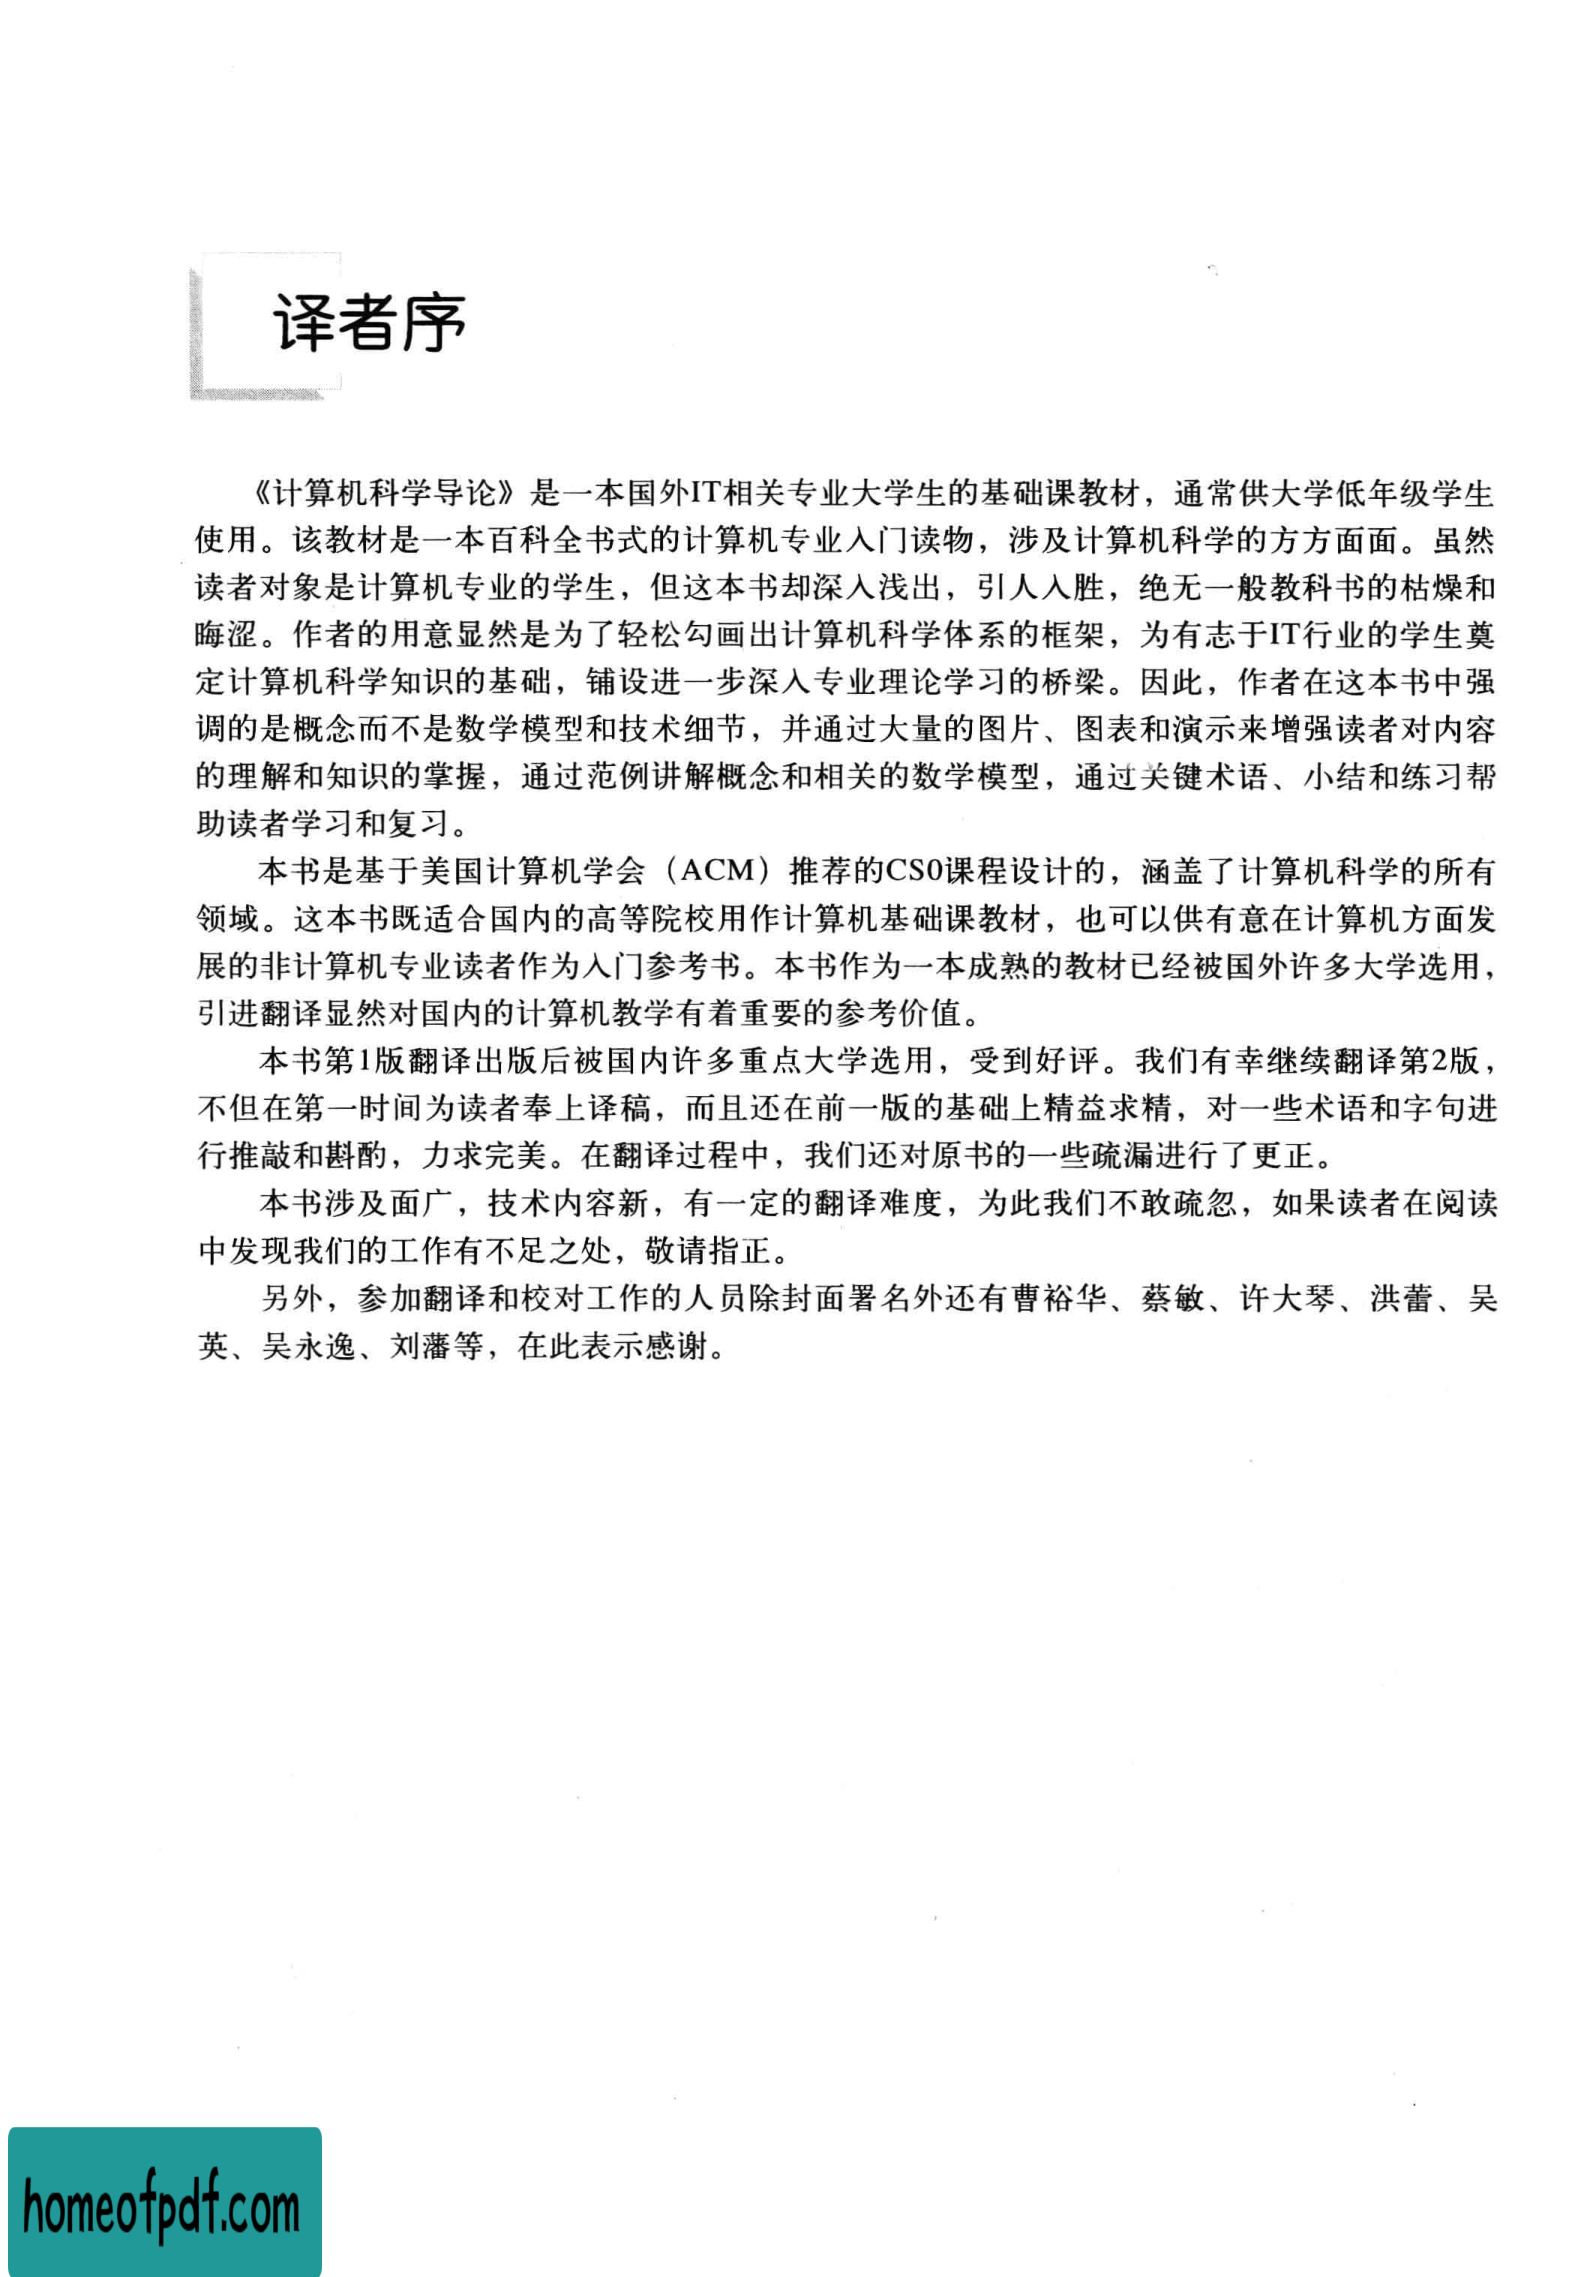 译者序
《计算机科学导论》是一本国外IT相关专业大学生的基础课教材，通常供大学低年级学生
使用。该教材是一本百科全书式的计算机专业入门读物，涉及计算机科学的方方面面。虽然
读者对象是计算机专业的学生，但这本书却深入浅出，引人入胜，绝无一般教科书的枯燥和
晦涩。作者的用意显然是为了轻松勾画出计算机科学体系的框架，为有志于IT行业的学生奠
定计算机科学知识的基础，铺设进一步深入专业理论学习的桥梁。因此，作者在这本书中强
调的是概念而不是数学模型和技术细节，并通过大量的图片、图表和演示来增强读者对内容
的理解和知识的掌握，通过范例讲解概念和相关的数学模型，通过关键术语、小结和练习帮
助读者学习和复习。
本书是基于美国计算机学会（ACM）推荐的CS0课程设计的，涵盖了计算机科学的所有
领域。这本书既适合国内的高等院校用作计算机基础课教材，也可以供有意在计算机方面发
展的非计算机专业读者作为入门参考书。本书作为一本成熟的教材已经被国外许多大学选用，
引进翻译显然对国内的计算机教学有着重要的参考价值。
本书第1版翻译出版后被国内许多重点大学选用，受到好评。我们有幸继续翻译第2版，
不但在第一时间为读者奉上译稿，而且还在前一版的基础上精益求精，对一些术语和字句进
行推敲和斟酌，力求完美。在翻译过程中，我们还对原书的一些疏漏进行了更正。
本书涉及面广，技术内容新，有一定的翻译难度，为此我们不敢疏忽，如果读者在阅读
中发现我们的工作有不足之处，敬请指正。
另外，参加翻译和校对工作的人员除封面署名外还有曹裕华、蔡敏、许大琴、洪蕾、吴
英、吴永逸、刘藩等，在此表示感谢。
homeofpdf.com